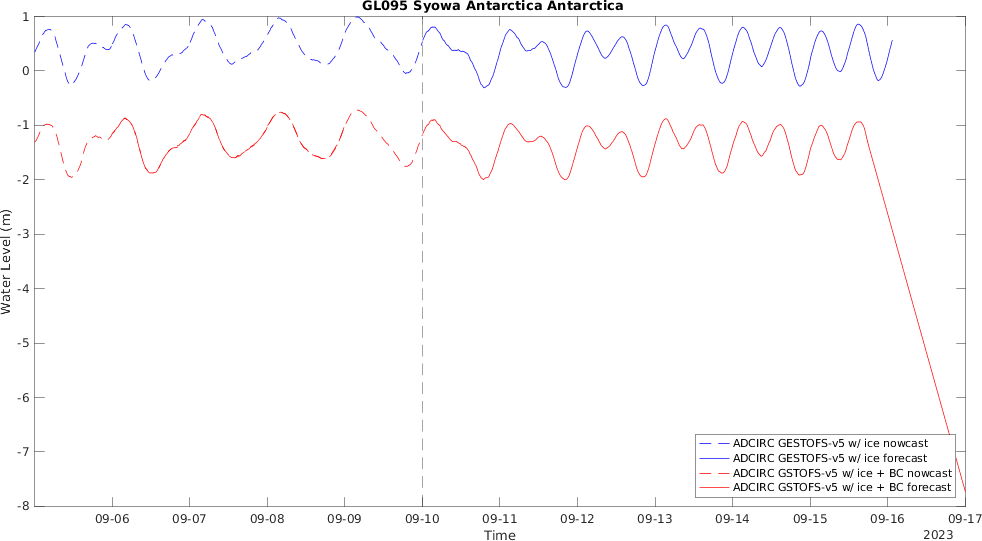 GL095 Syowa Antarctica Antarctica
Water Level (m)
1
0
-1
-2
-3
-4
-5
-6
-7
-8
09-06 09-07 09-08 09-09 09-10 09-11 09-12 09-13 09-14 09-15 09-16 09-17
Time
2023
ADCIRC GESTOFS-v5 w/ ice nowcast
ADCIRC GESTOFS-v5 w/ ice forecast
ADCIRC GSTOFS-v5 w/ ice + BC nowcast
ADCIRC GSTOFS-v5 w/ ice + BC forecast